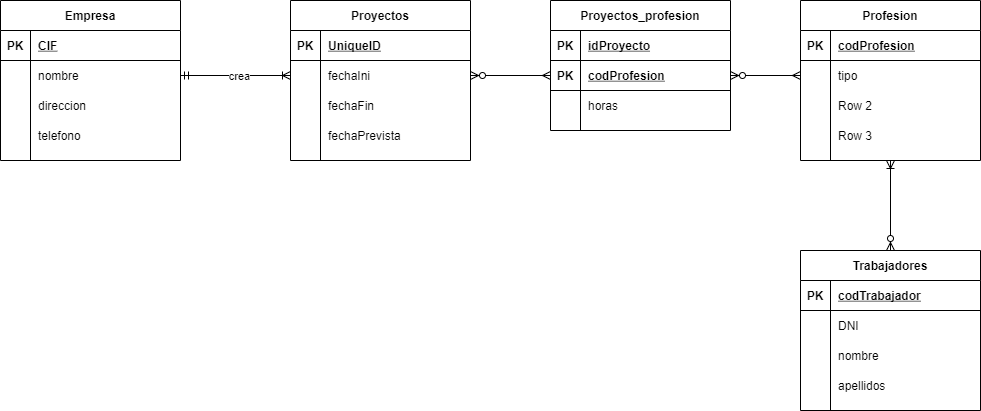 Empresa
PK CIF
nombre
direccion
telefono
crea
Proyectos
PK UniqueID
fechaIni
fechaFin
fechaPrevista
Proyectos_profesion
PK idProyecto
PK codProfesion
horas
Profesion
PK codProfesion
tipo
Row 2
Row 3
Trabajadores
PK codTrabajador
DNI
nombre
apellidos